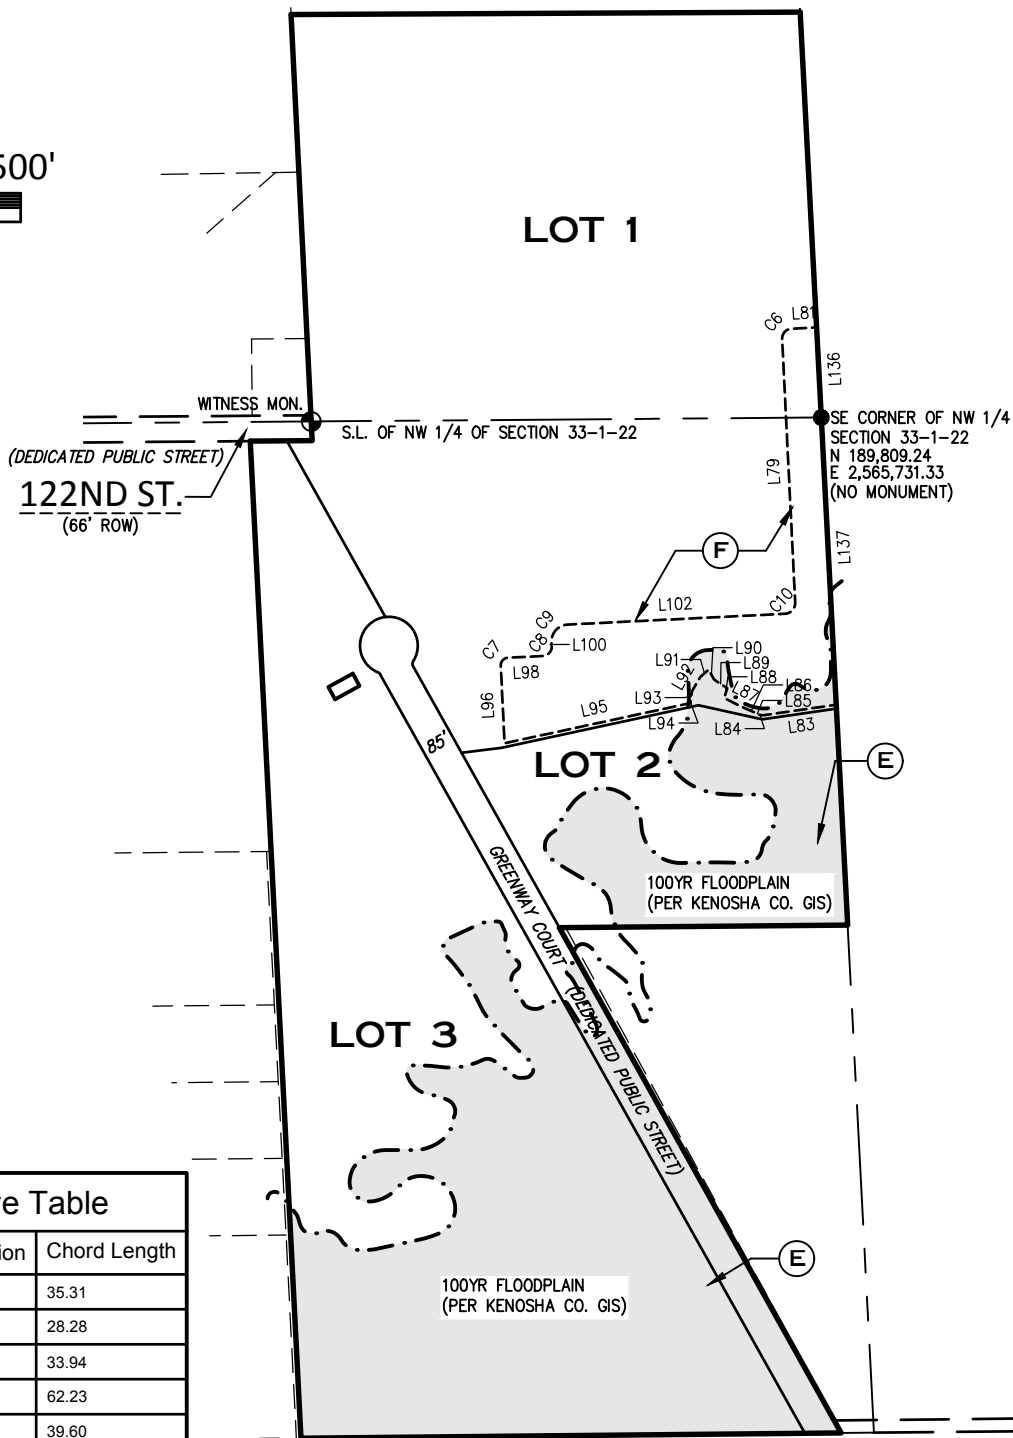 500'
LOT 1
C6
L81
L136
WITNESS MON.
S.L. OF NW 1/4 OF SECTION 33-1-22
SE CORNER OF NW 1/4
SECTION 33-1-22
N 189,809.24
E 2,565,731.33
(NO MONUMENT)
(DEDICATED PUBLIC STREET)
122ND ST.
(66' ROW)
L79
L137
F
C10
L102
C9
C8
L100
C7
L98
L96
L95
L90
L91
L89
L92
L88
L87
L86
L85
L93
L94
L84
L83
85'
LOT 2
E
100YR FLOODPLAIN
(PER KENOSHA CO. GIS)
GREENWAY COURT
(DEDICATED PUBLIC STREET)
LOT 3
E
100YR FLOODPLAIN
(PER KENOSHA CO. GIS)
e Table
ion Chord Length
35.31
28.28
33.94
62.23
39.60